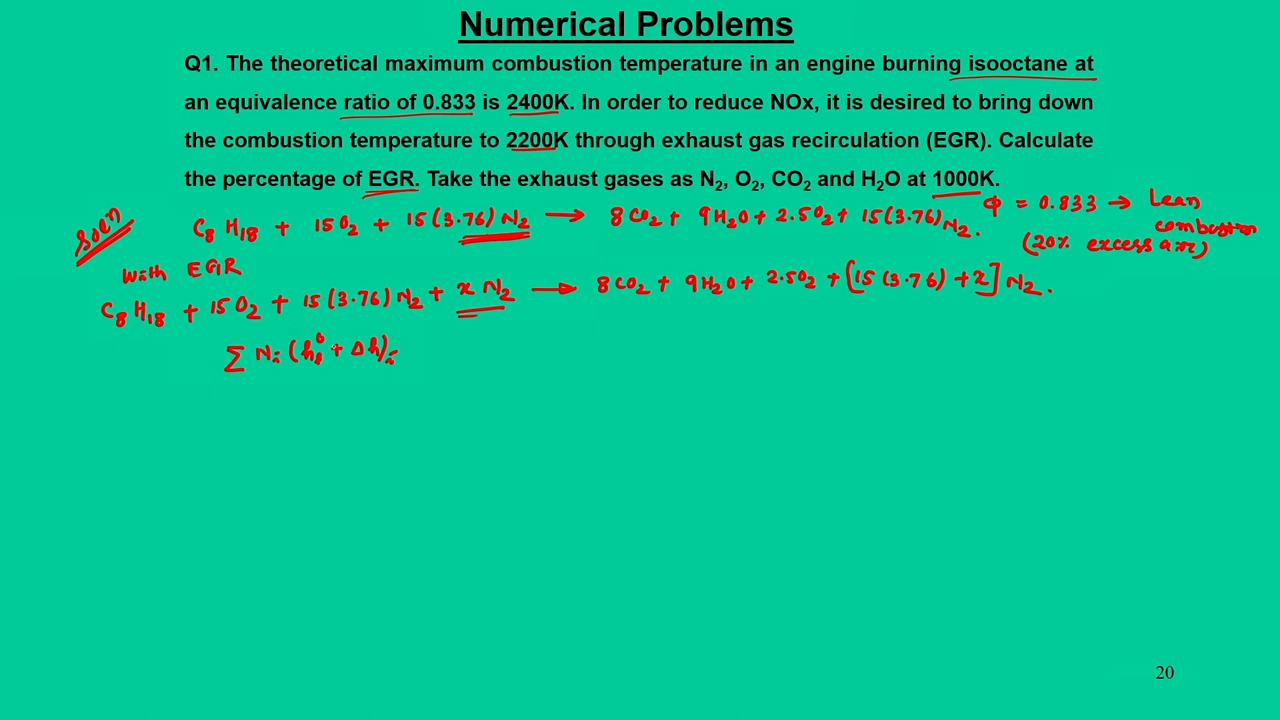 Numerical Problems
Q1. The theoretical maximum combustion temperature in an engine burning isooctane at
an equivalence ratio of 0.833 is 2400K. In order to reduce NOx, it is desired to bring down
the combustion temperature to 2200K through exhaust gas recirculation (EGR). Calculate
the percentage of EGR. Take the exhaust gases as N₂, O₂, CO₂ and H₂O at 1000K.
Solⁿ
C₈H₁₈ + 15O₂ + 15(3.76)N₂ → 8CO₂ + 9H₂O + 2.5O₂ + 15(3.76)N₂.
Φ = 0.833 → Lean
combustion
(20% excess air)
With EGR
C₈H₁₈ + 15O₂ + 15(3.76)N₂ + xN₂ → 8CO₂ + 9H₂O + 2.5O₂ + [15(3.76) + x]N₂.
Σ Nᵢ (h°f + Δh)ᵢ
20